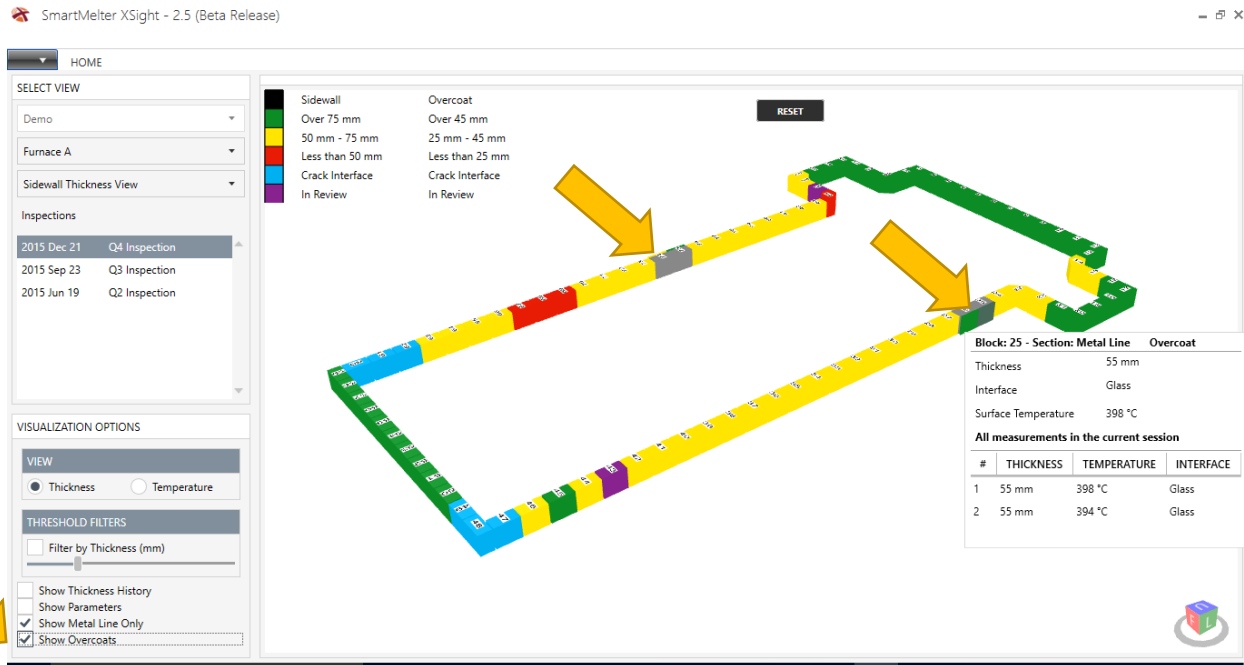 SmartMelter XSight - 2.5 (Beta Release)
HOME
SELECT VIEW
Demo
Furnace A
Sidewall Thickness View
Inspections
2015 Dec 21 Q4 Inspection
2015 Sep 23 Q3 Inspection
2015 Jun 19 Q2 Inspection
VISUALIZATION OPTIONS
VIEW
Thickness Temperature
THRESHOLD FILTERS
Filter by Thickness (mm)
Show Thickness History
Show Parameters
Show Metal Line Only
Show Overcoats
Sidewall Overcoat
Over 75 mm Over 45 mm
50 mm - 75 mm 25 mm - 45 mm
Less than 50 mm Less than 25 mm
Crack Interface Crack Interface
In Review In Review
RESET
Block: 25 - Section: Metal Line Overcoat
Thickness 55 mm
Interface Glass
Surface Temperature 398 °C
All measurements in the current session
# THICKNESS TEMPERATURE INTERFACE
1 55 mm 398 °C Glass
2 55 mm 394 °C Glass
F L